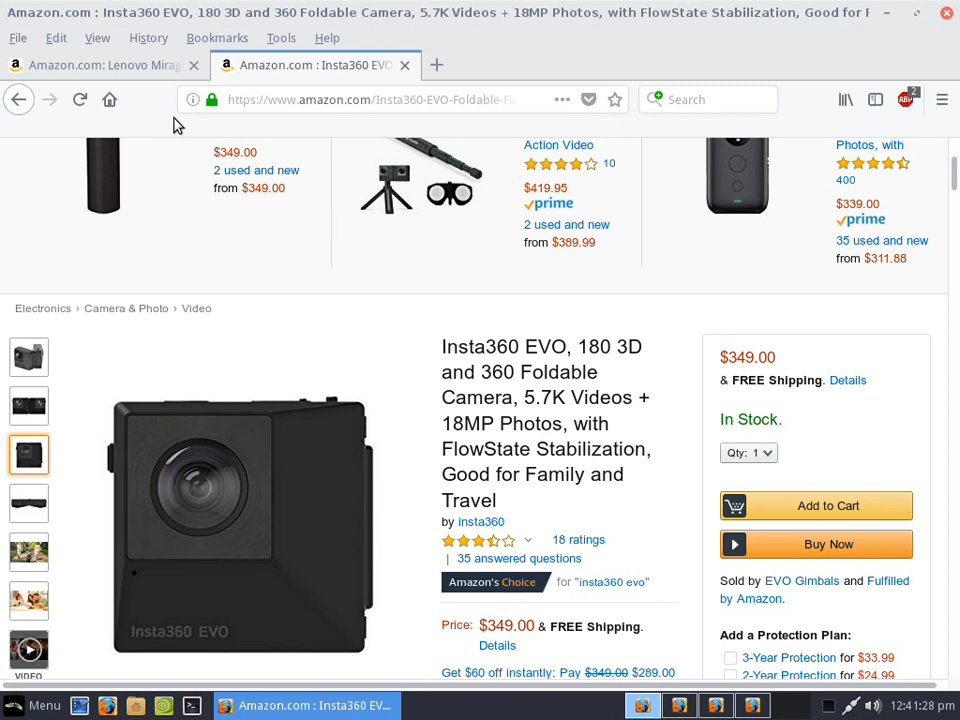 Amazon.com : Insta360 EVO, 180 3D and 360 Foldable Camera, 5.7K Videos + 18MP Photos, with FlowState Stabilization, Good for F
File Edit View History Bookmarks Tools Help
Amazon.com: Lenovo Mirag
Amazon.com : Insta360 EVO
https://www.amazon.com/Insta360-EVO-Foldable-Flo
Search
ABP
2
$349.00
2 used and new
from $349.00
Action Video
10
$419.95
prime
2 used and new
from $389.99
Photos, with
400
$339.00
prime
35 used and new
from $311.88
Electronics › Camera & Photo › Video
VIDEO
Insta360 EVO
Insta360 EVO, 180 3D
and 360 Foldable
Camera, 5.7K Videos +
18MP Photos, with
FlowState Stabilization,
Good for Family and
Travel
by insta360
18 ratings
| 35 answered questions
Amazon's Choice for "insta360 evo"
Price: $349.00 & FREE Shipping.
Details
Get $60 off instantly: Pay $349.00 $289.00
$349.00
& FREE Shipping. Details
In Stock.
Qty: 1
Add to Cart
Buy Now
Sold by EVO Gimbals and Fulfilled
by Amazon.
Add a Protection Plan:
3-Year Protection for $33.99
2-Year Protection for $24.99
Menu
Amazon.com : Insta360 EV...
12:41:28 pm